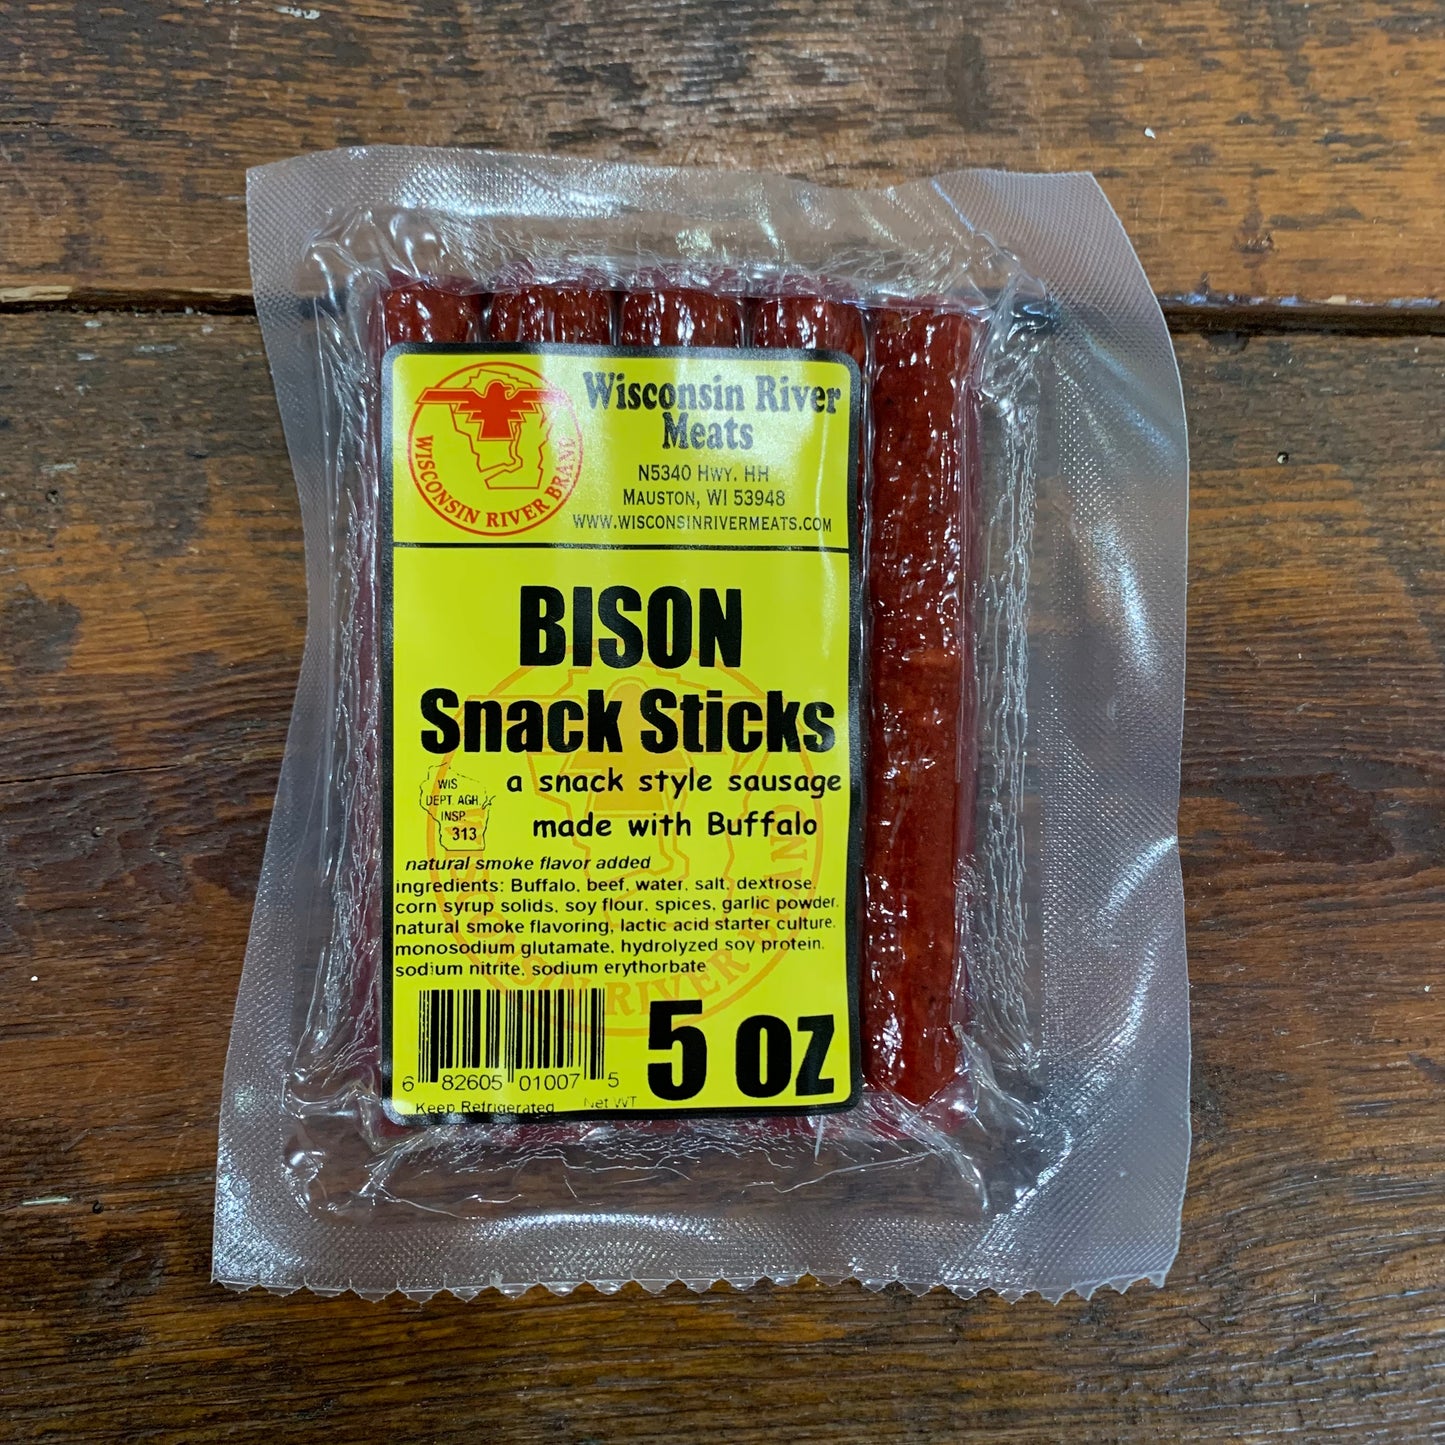 WISCONSIN RIVER BRAND
Wisconsin River
Meats
N5340 HWY. HH
MAUSTON, WI 53948
WWW.WISCONSINRIVERMEATS.COM
BISON
Snack Sticks
a snack style sausage
made with Buffalo
WIS
DEPT. AGR.
INSP.
313
natural smoke flavor added
ingredients: Buffalo, beef, water, salt, dextrose,
corn syrup solids, soy flour, spices, garlic powder,
natural smoke flavoring, lactic acid starter culture,
monosodium glutamate, hydrolyzed soy protein,
sodium nitrite, sodium erythorbate
6 82605 01007 5
5 oz
Keep Refrigerated Net WT